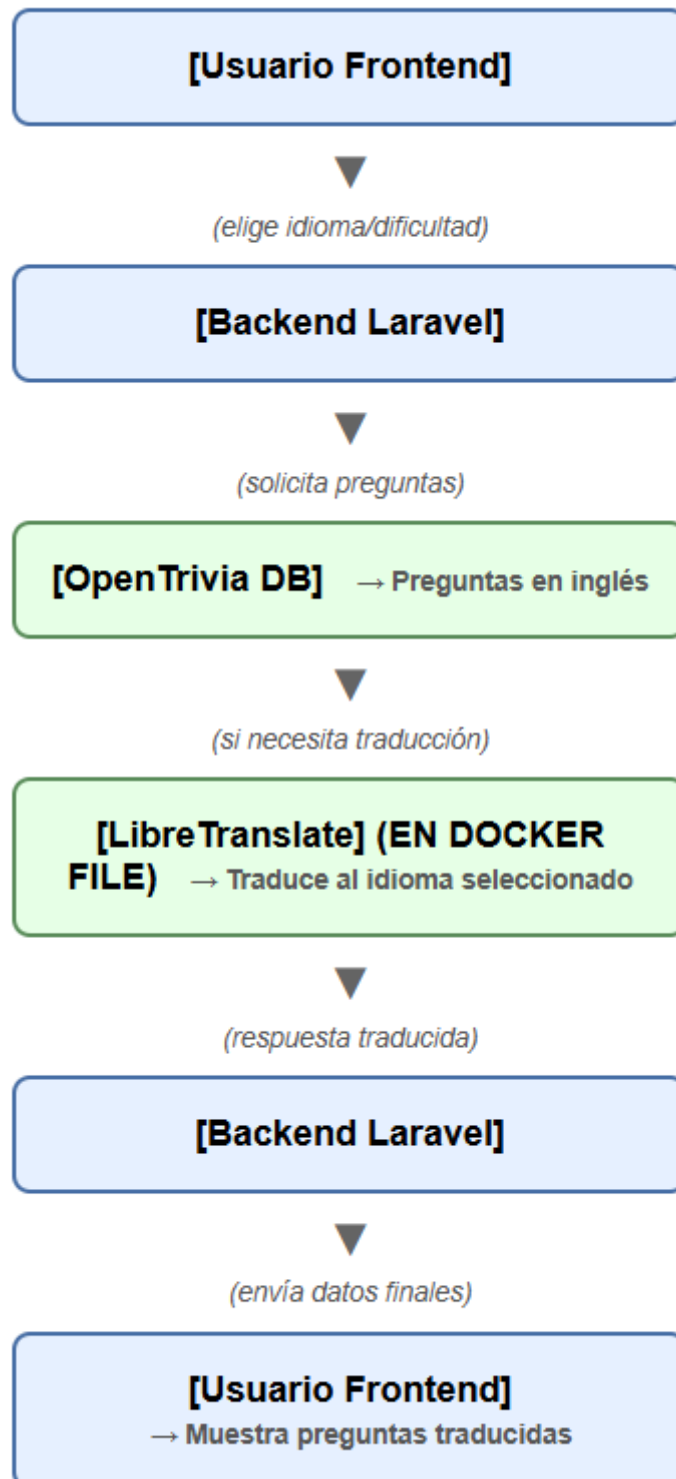 [Usuario Frontend]
▼
(elige idioma/dificultad)
[Backend Laravel]
▼
(solicita preguntas)
[OpenTrivia DB] → Preguntas en inglés
▼
(si necesita traducción)
[LibreTranslate] (EN DOCKER
FILE) → Traduce al idioma seleccionado
▼
(respuesta traducida)
[Backend Laravel]
▼
(envía datos finales)
[Usuario Frontend]
→ Muestra preguntas traducidas